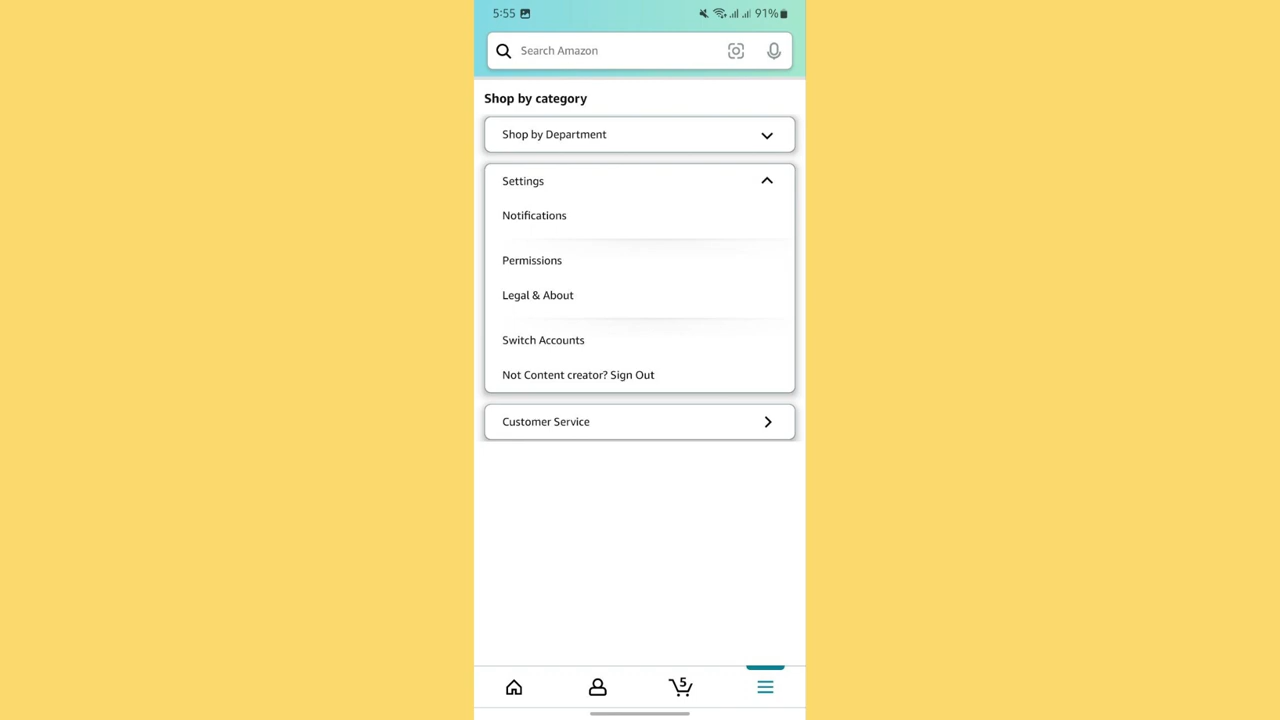 5:55 91%
Search Amazon
Shop by category
Shop by Department
Settings
Notifications
Permissions
Legal & About
Switch Accounts
Not Content creator? Sign Out
Customer Service
5